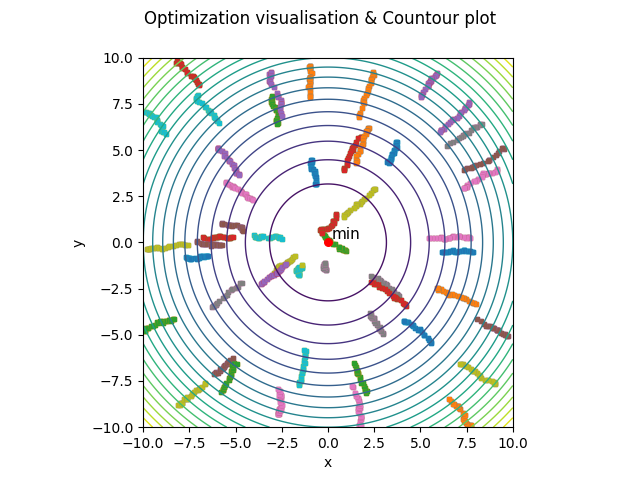 Optimization visualisation & Countour plot
10.0
7.5
5.0
2.5
0.0
−2.5
−5.0
−7.5
−10.0
y
min
−10.0 −7.5 −5.0 −2.5 0.0 2.5 5.0 7.5 10.0
x